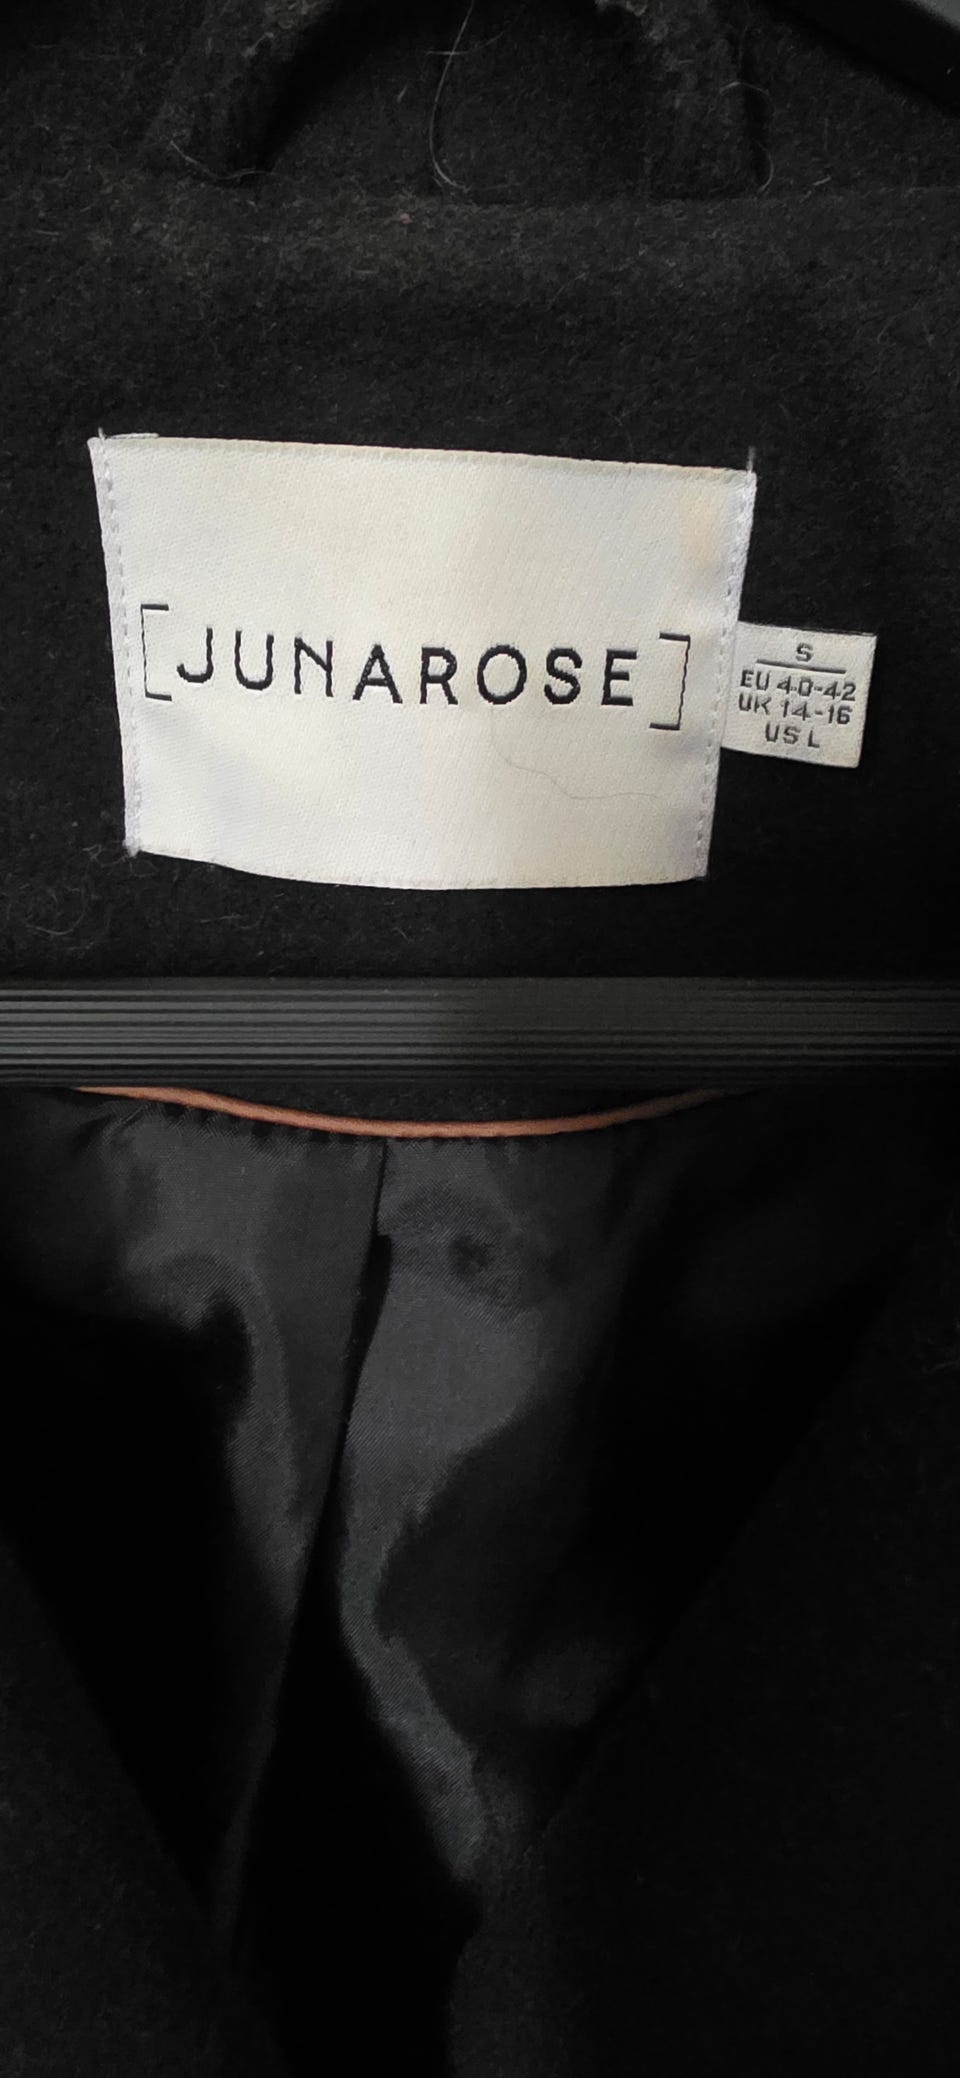 [JUNAROSE]
S
EU 40-42
UK 14-16
US L